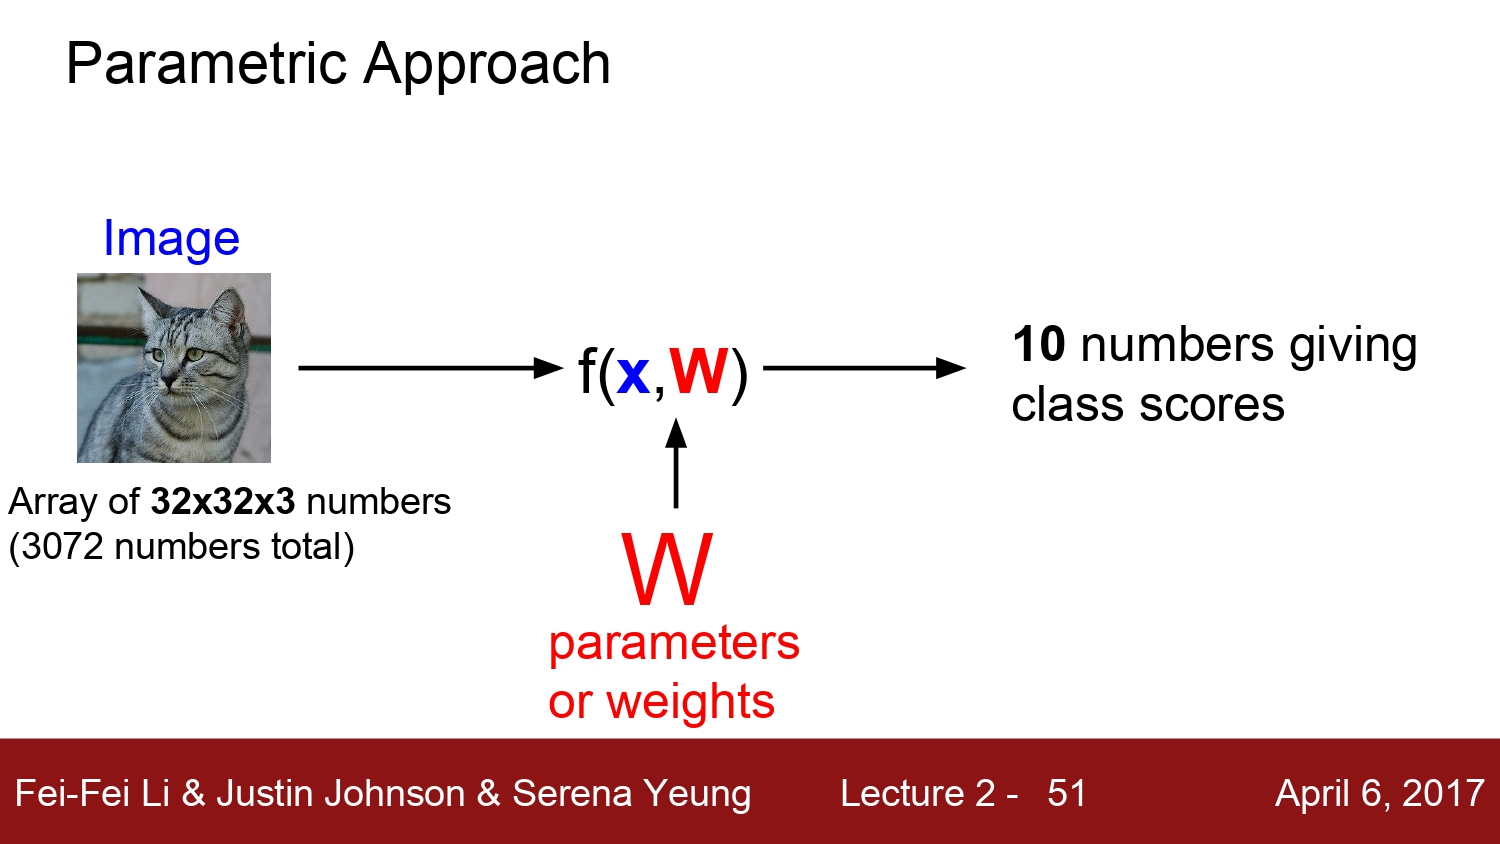 Parametric Approach
Image
Array of 32x32x3 numbers
(3072 numbers total)
f(x,W)
W
parameters
or weights
10 numbers giving
class scores
Fei-Fei Li & Justin Johnson & Serena Yeung
Lecture 2 - 51
April 6, 2017